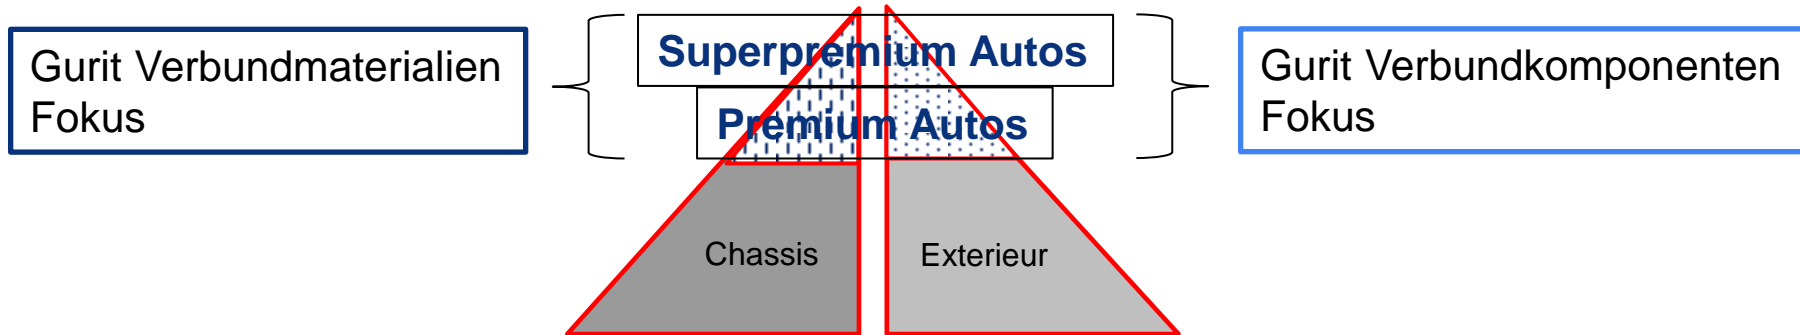 Gurit Verbundmaterialien
Fokus
Superpremium Autos
Premium Autos
Gurit Verbundkomponenten
Fokus
Chassis
Exterieur